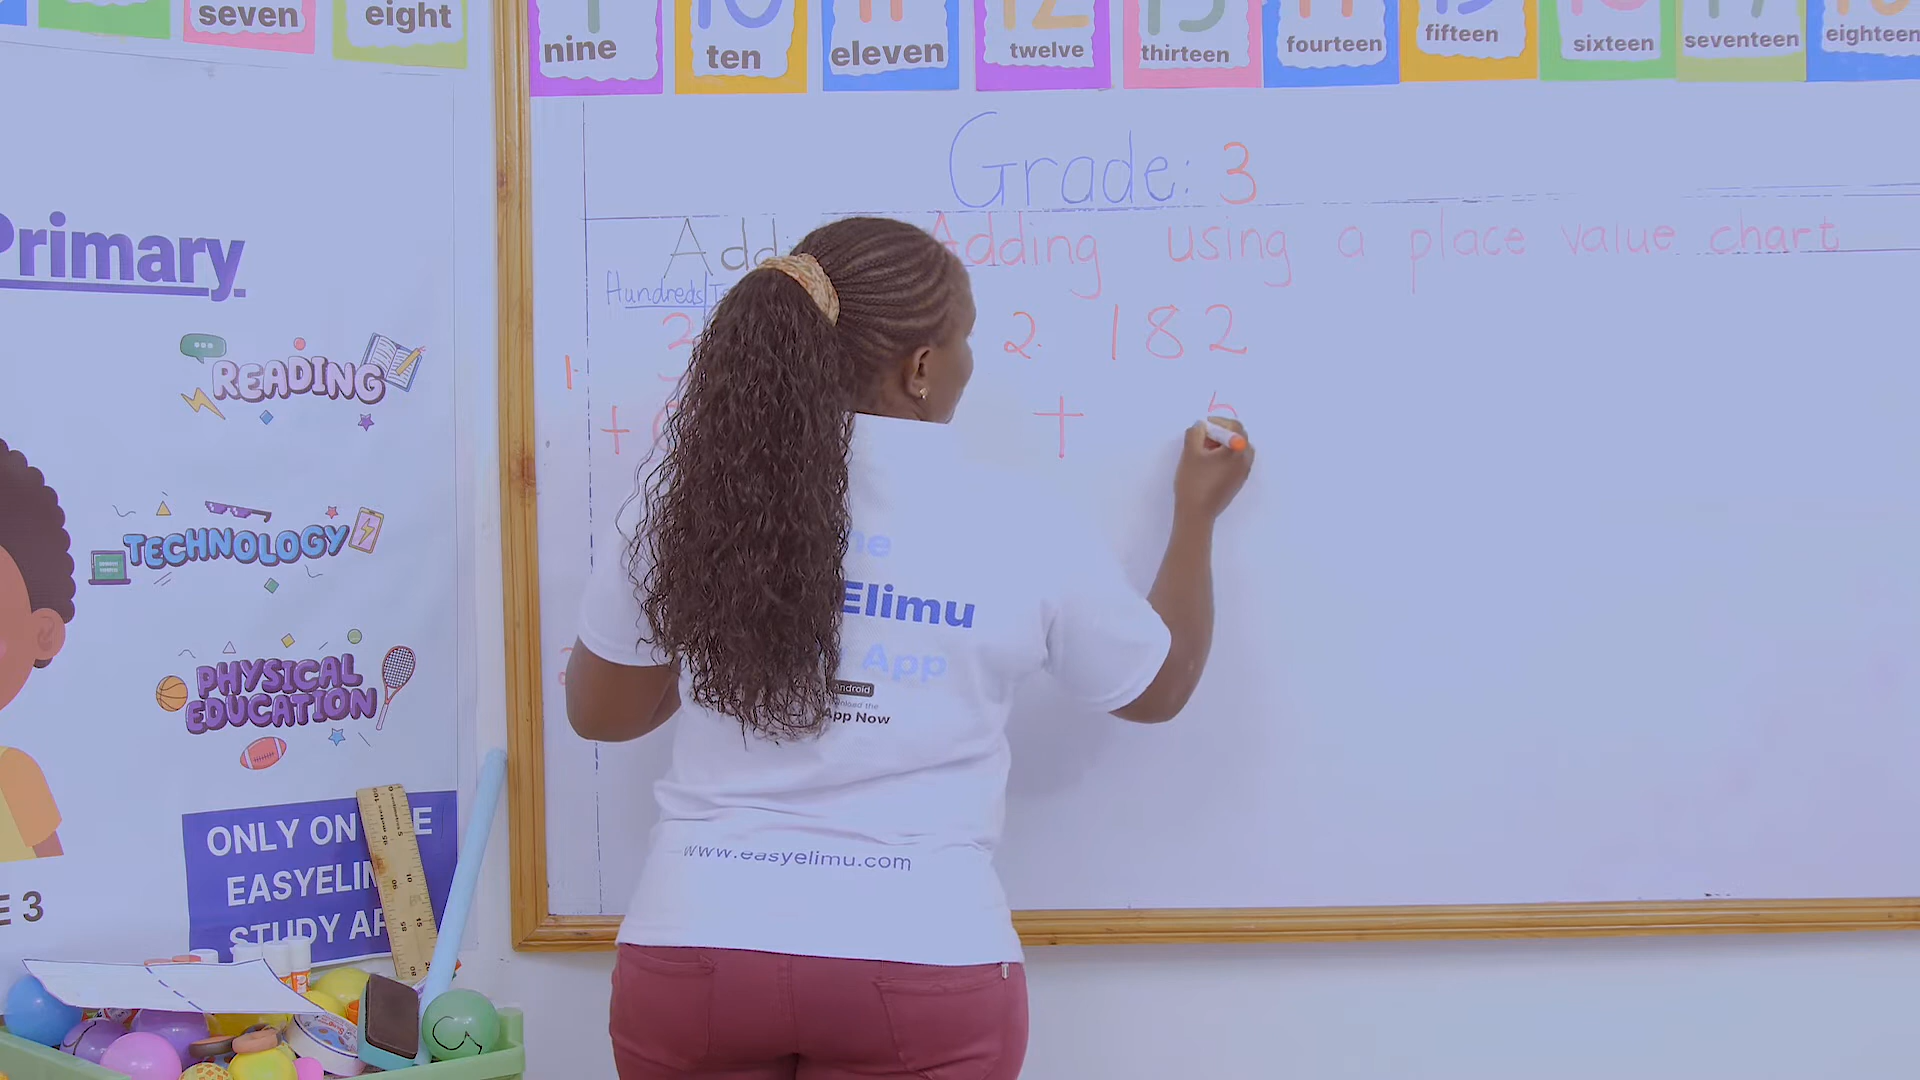 seven
eight
nine
ten
eleven
twelve
thirteen
fourteen
fifteen
sixteen
seventeen
eighteen
Grade: 3
Adding using a place value chart
Hundreds
2. 182
1.
+
+
Primary
READING
TECHNOLOGY
PHYSICAL
EDUCATION
ONLY ON
STUDY
3
Elimu
App
Android
App Now
www.easyelimu.com